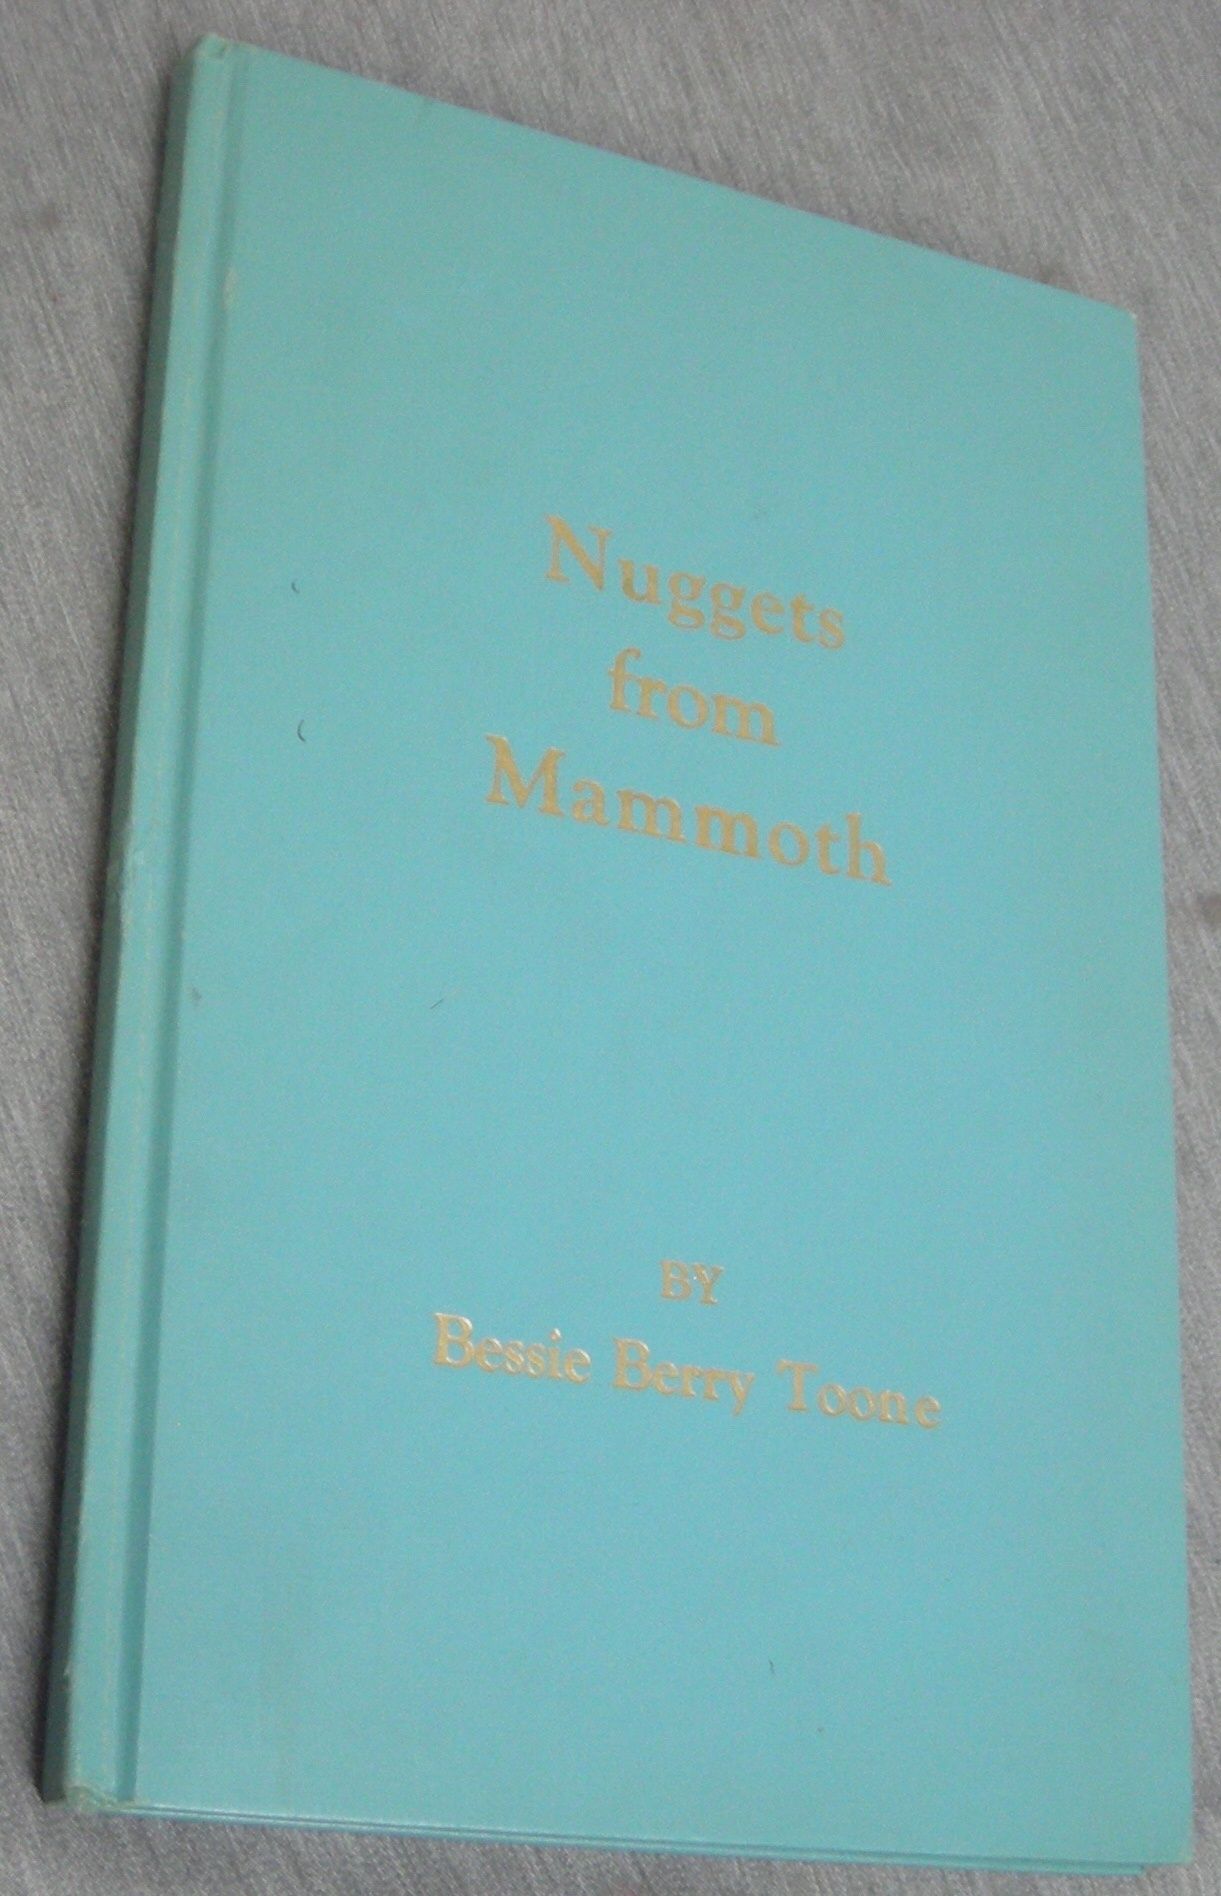 Nuggets
from
Mammoth
BY
Bessie Berry Toone